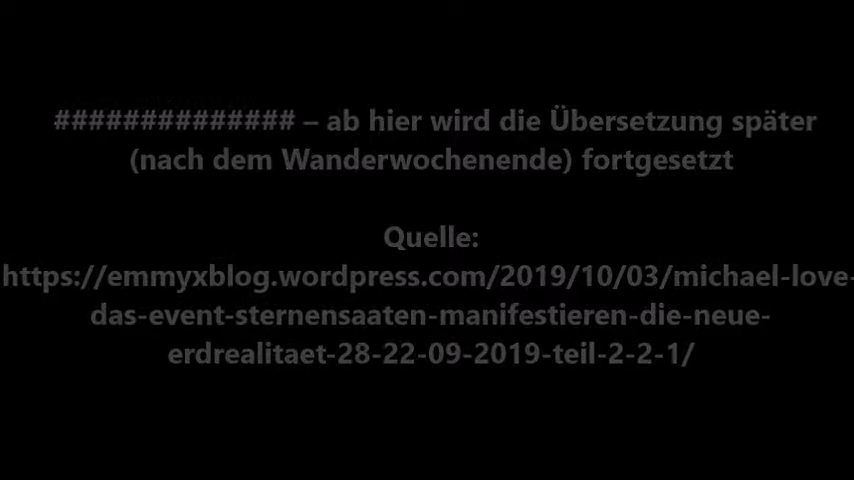 ############## – ab hier wird die Übersetzung später
(nach dem Wanderwochenende) fortgesetzt
Quelle:
https://emmyxblog.wordpress.com/2019/10/03/michael-love-
das-event-sternensaaten-manifestieren-die-neue-
erdrealitaet-28-22-09-2019-teil-2-2-1/